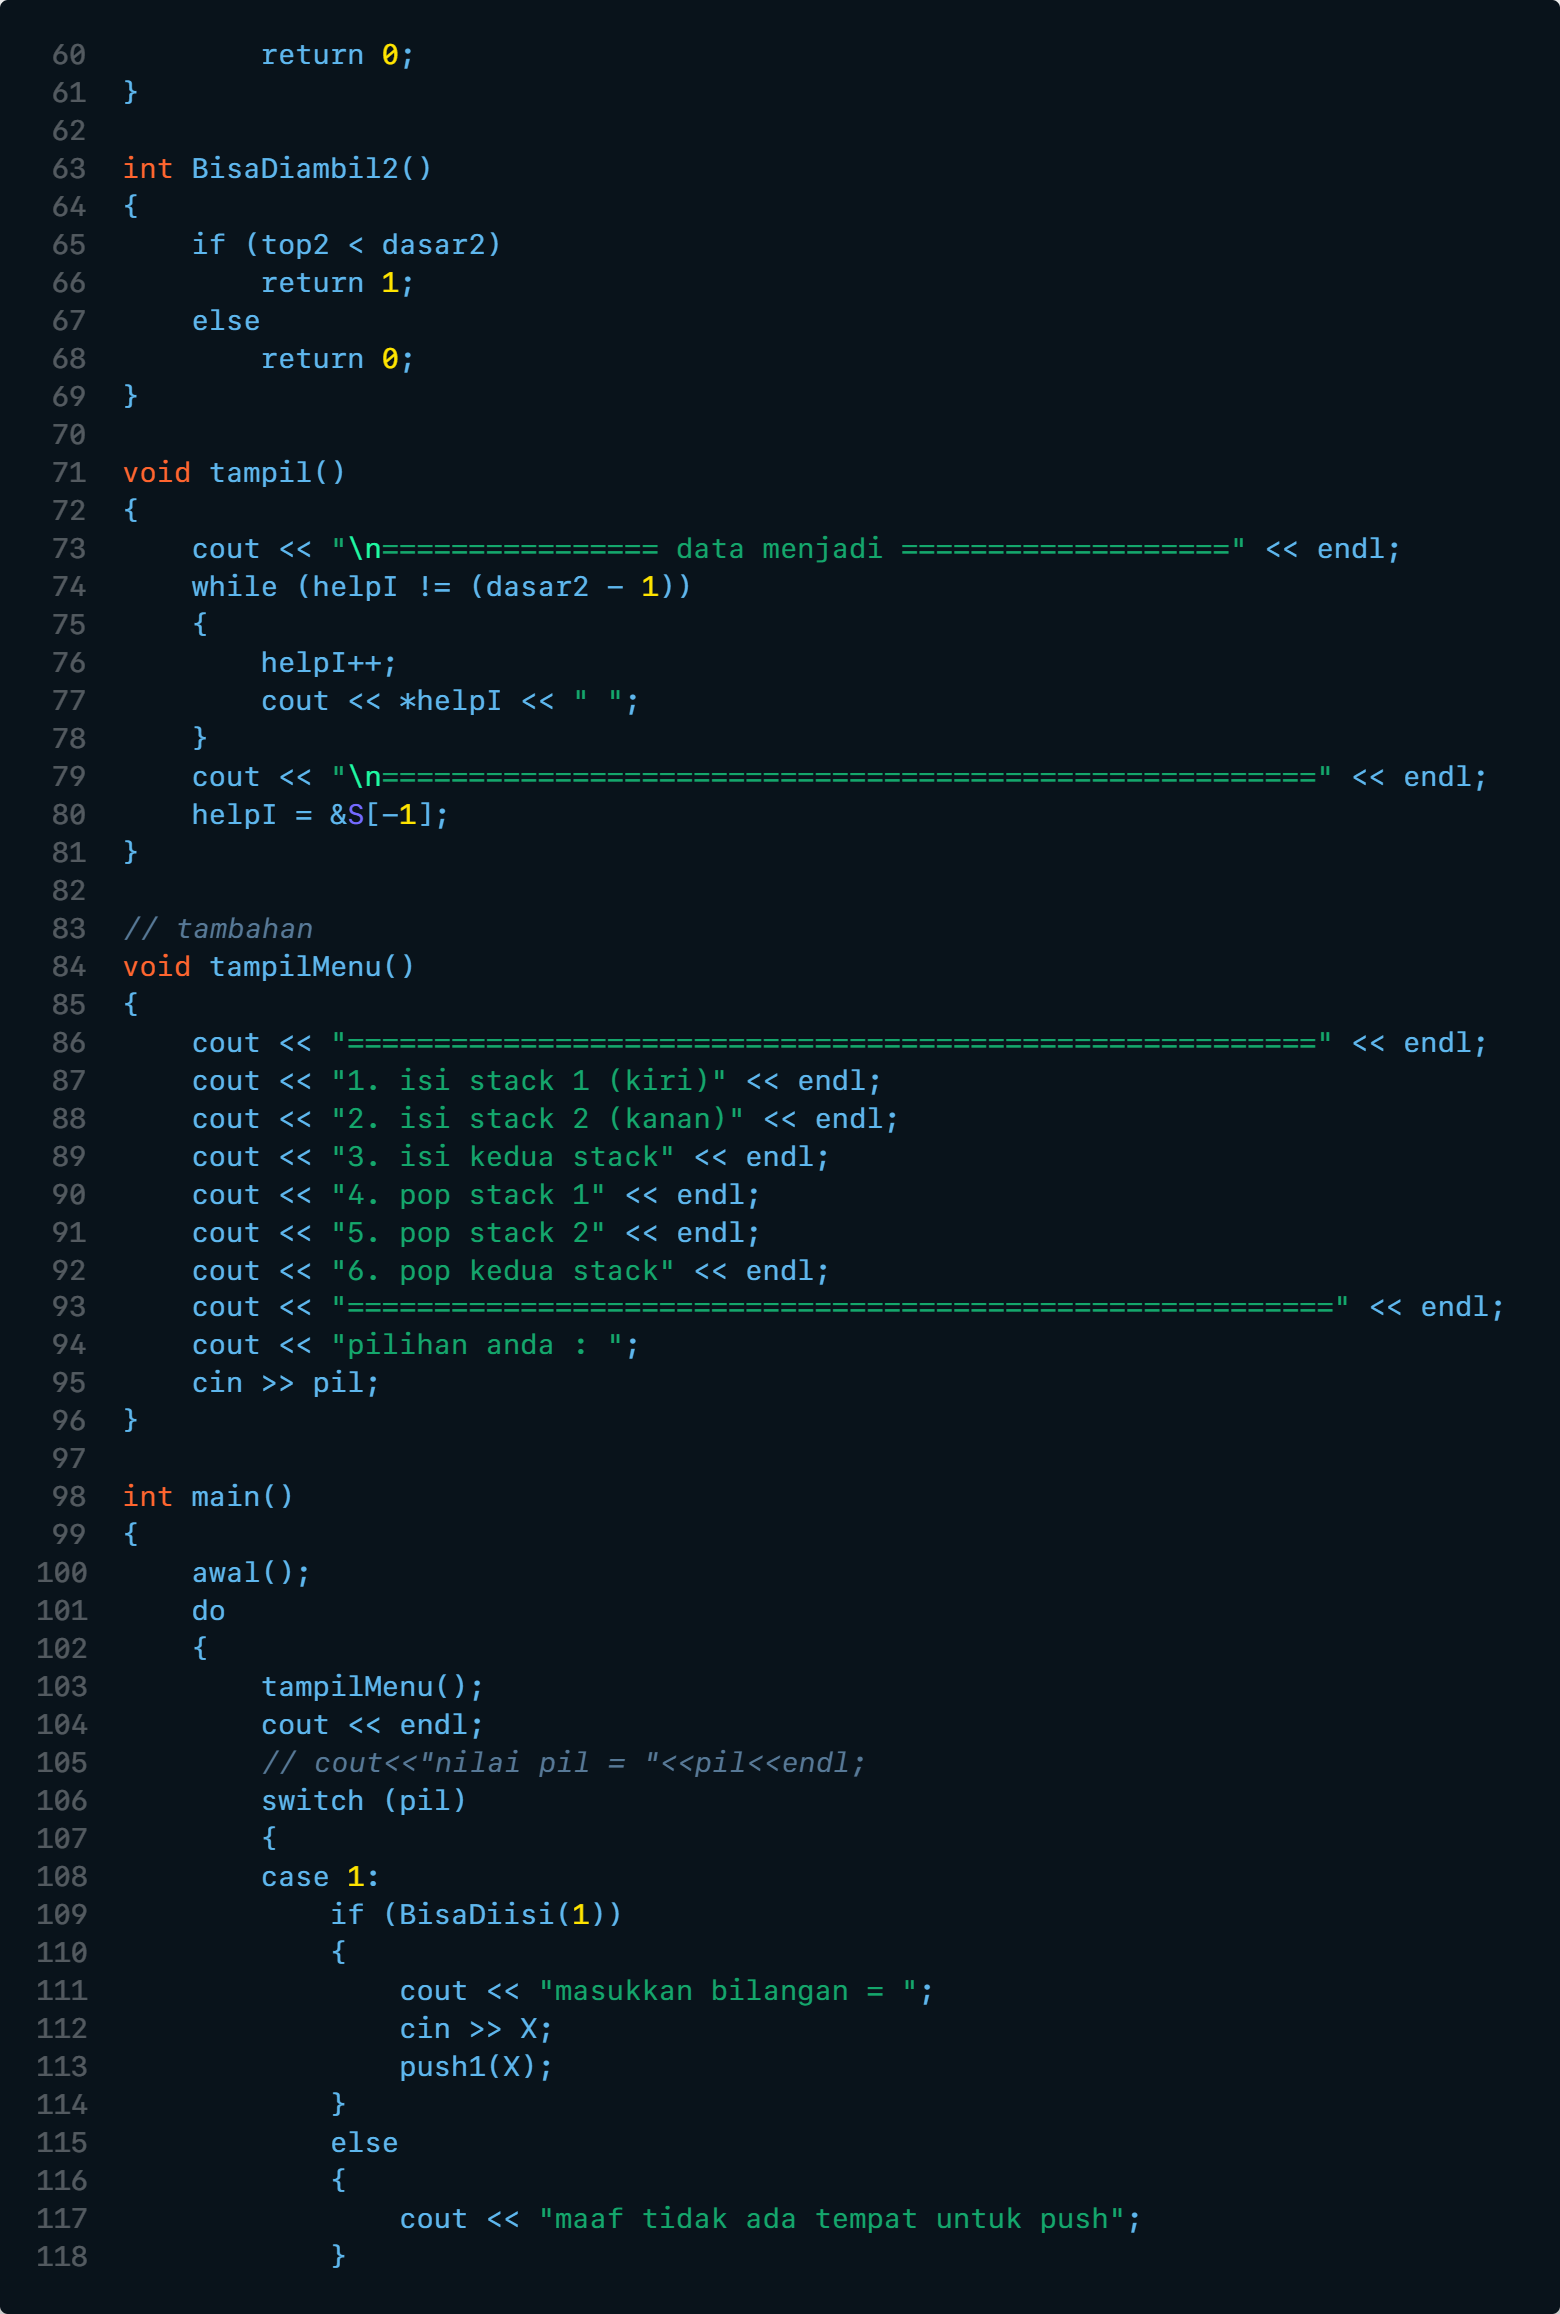 60          return 0;
61  }
62
63  int BisaDiambil2()
64  {
65      if (top2 < dasar2)
66          return 1;
67      else
68          return 0;
69  }
70
71  void tampil()
72  {
73      cout << "\n================ data menjadi ===================" << endl;
74      while (helpI != (dasar2 - 1))
75      {
76          helpI++;
77          cout << *helpI << " ";
78      }
79      cout << "\n======================================================" << endl;
80      helpI = &S[-1];
81  }
82
83  // tambahan
84  void tampilMenu()
85  {
86      cout << "========================================================" << endl;
87      cout << "1. isi stack 1 (kiri)" << endl;
88      cout << "2. isi stack 2 (kanan)" << endl;
89      cout << "3. isi kedua stack" << endl;
90      cout << "4. pop stack 1" << endl;
91      cout << "5. pop stack 2" << endl;
92      cout << "6. pop kedua stack" << endl;
93      cout << "=========================================================" << endl;
94      cout << "pilihan anda : ";
95      cin >> pil;
96  }
97
98  int main()
99  {
100     awal();
101     do
102     {
103         tampilMenu();
104         cout << endl;
105         // cout<<"nilai pil = "<<pil<<endl;
106         switch (pil)
107         {
108         case 1:
109             if (BisaDiisi(1))
110             {
111                 cout << "masukkan bilangan = ";
112                 cin >> X;
113                 push1(X);
114             }
115             else
116             {
117                 cout << "maaf tidak ada tempat untuk push";
118             }